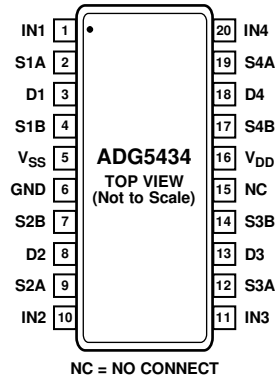 IN1 1 20 IN4
S1A 2 19 S4A
D1 3 18 D4
S1B 4 17 S4B
VSS 5 16 VDD
ADG5434
GND 6 15 NC
TOP VIEW
(Not to Scale)
S2B 7 14 S3B
D2 8 13 D3
S2A 9 12 S3A
IN2 10 11 IN3
NC = NO CONNECT